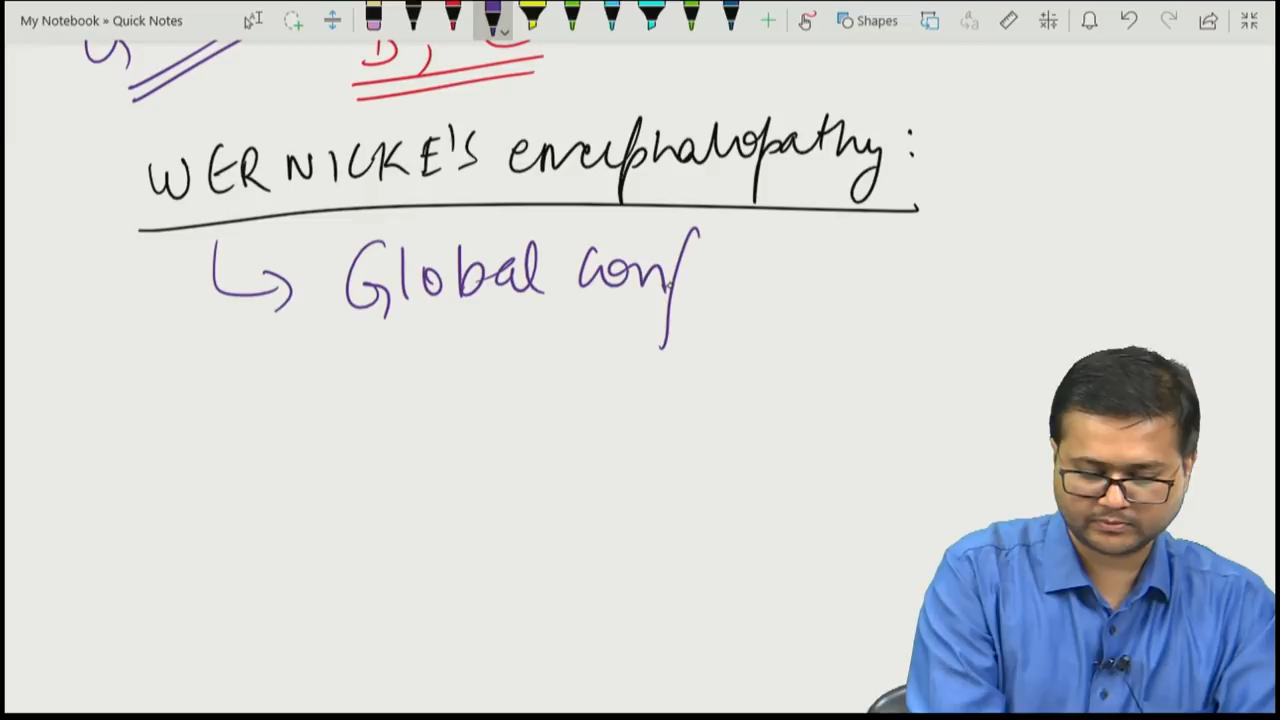 My Notebook » Quick Notes
Shapes
WERNICKE'S encephalopathy:
↳ Global conf